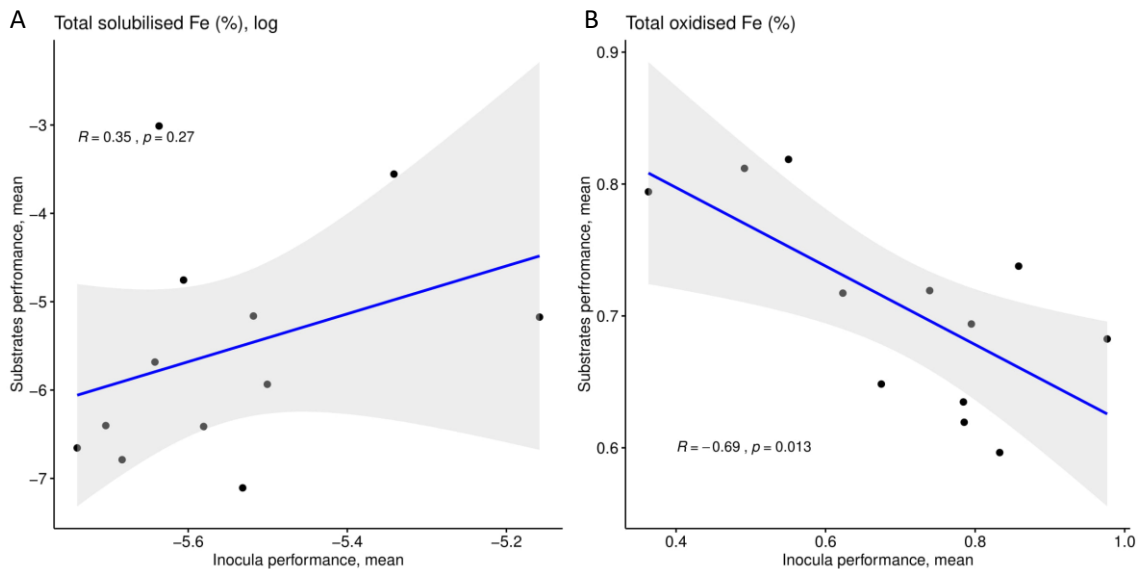 A
Total solubilised Fe (%), log
Substrates perfromance, mean
−3
−4
−5
−6
−7
R = 0.35 , p = 0.27
−5.6
−5.4
−5.2
Inocula performance, mean
B
Total oxidised Fe (%)
Substrates performance, mean
0.9
0.8
0.7
0.6
R = −0.69 , p = 0.013
0.4
0.6
0.8
1.0
Inocula performance, mean